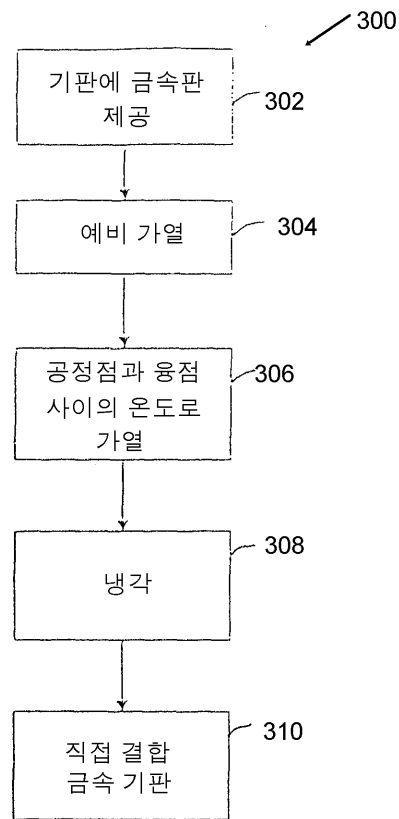 300
기판에 금속판
제공
302
예비 가열
304
공정점과 융점
사이의 온도로
가열
306
냉각
308
직접 결합
금속 기판
310